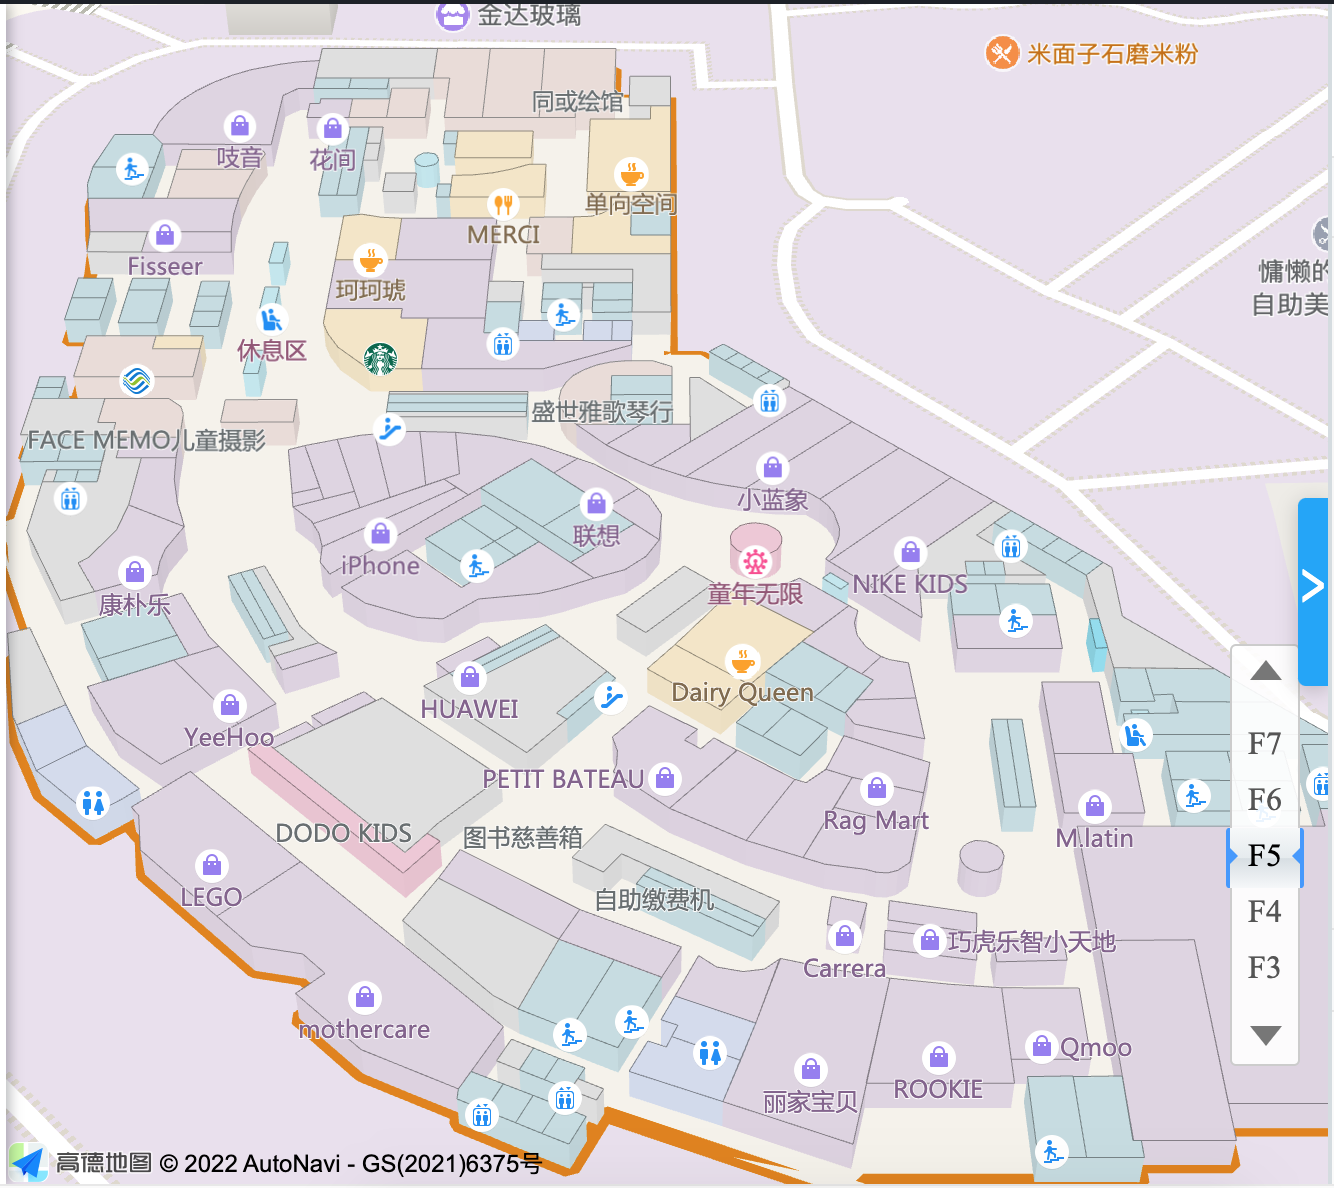 金达玻璃
米面子石磨米粉
同或绘馆
吱音
花间
单向空间
MERCI
Fisseer
慵懒的
自助美
珂珂琥
休息区
盛世雅歌琴行
FACE MEMO儿童摄影
小蓝象
联想
iPhone
NIKE KIDS
童年无限
康朴乐
Dairy Queen
HUAWEI
YeeHoo
F7
PETIT BATEAU
F6
Rag Mart
DODO KIDS
图书慈善箱
M.latin
F5
LEGO
自助缴费机
F4
巧虎乐智小天地
Carrera
F3
mothercare
Qmoo
ROOKIE
丽家宝贝
高德地图 © 2022 AutoNavi - GS(2021)6375号